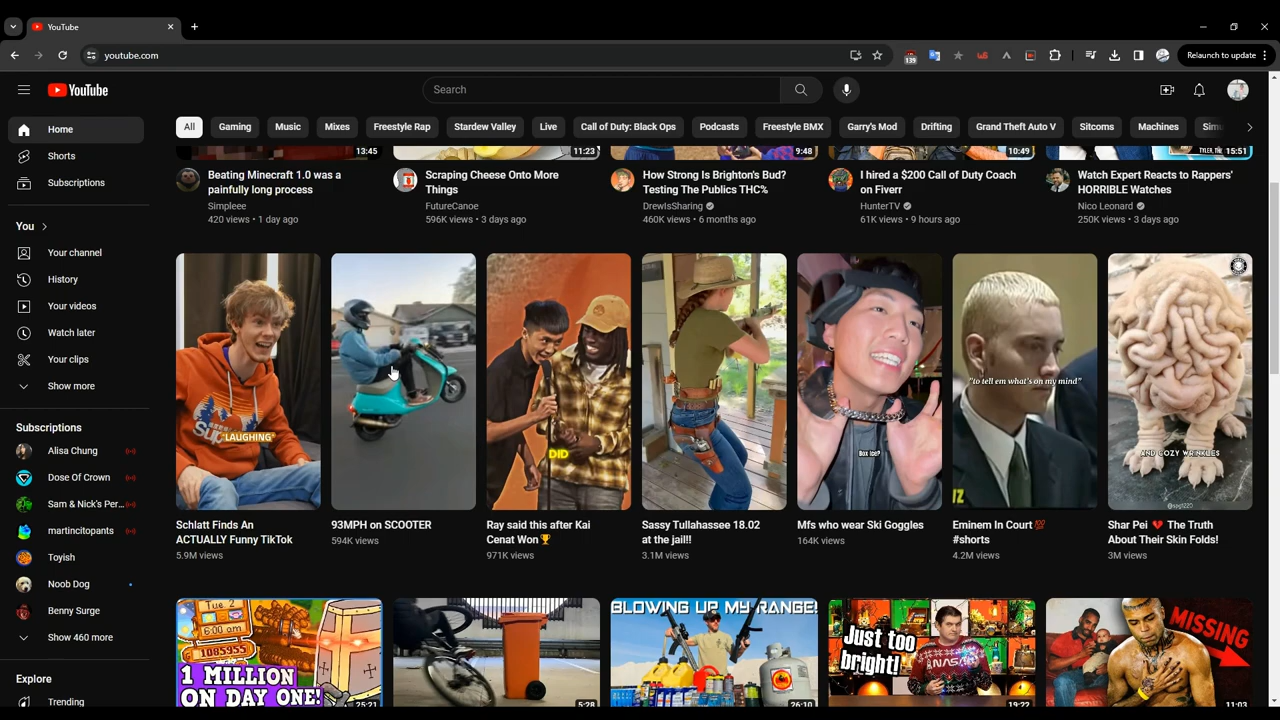 YouTube
youtube.com
139
Relaunch to update
YouTube
Search
Home
Shorts
Subscriptions
You
Your channel
History
Your videos
Watch later
Your clips
Show more
Subscriptions
Alisa Chung
Dose Of Crown
Sam & Nick's Per...
martincitopants
Toyish
Noob Dog
Benny Surge
Show 460 more
Explore
Trending
All
Gaming
Music
Mixes
Freestyle Rap
Stardew Valley
Live
Call of Duty: Black Ops
Podcasts
Freestyle BMX
Garry's Mod
Drifting
Grand Theft Auto V
Sitcoms
Machines
13:45
11:23
9:48
10:49
15:51
Beating Minecraft 1.0 was a
painfully long process
Simpleee
420 views • 1 day ago
Scraping Cheese Onto More
Things
FutureCanoe
596K views • 3 days ago
How Strong Is Brighton's Bud?
Testing The Publics THC%
DrewIsSharing
460K views • 6 months ago
I hired a $200 Call of Duty Coach
on Fiverr
HunterTV
61K views • 9 hours ago
Watch Expert Reacts to Rappers'
HORRIBLE Watches
Nico Leonard
250K views • 3 days ago
"LAUGHING"
Schlatt Finds An
ACTUALLY Funny TikTok
5.9M views
93MPH on SCOOTER
594K views
DID
Ray said this after Kai
Cenat Won🏆
971K views
Sassy Tullahassee 18.02
at the jail!!
3.1M views
Box ice?
Mfs who wear Ski Goggles
164K views
"to tell em what's on my mind"
Eminem In Court 💯
#shorts
4.2M views
AND COZY WRINKLES
Shar Pei 💔 The Truth
About Their Skin Folds!
3M views
Tue 2
6:00 am
1085955
1 MILLION
ON DAY ONE!
25:21
5:28
BLOWING UP MY RANGE!
26:10
Just too
bright!
NASA
19:22
MISSING
11:03